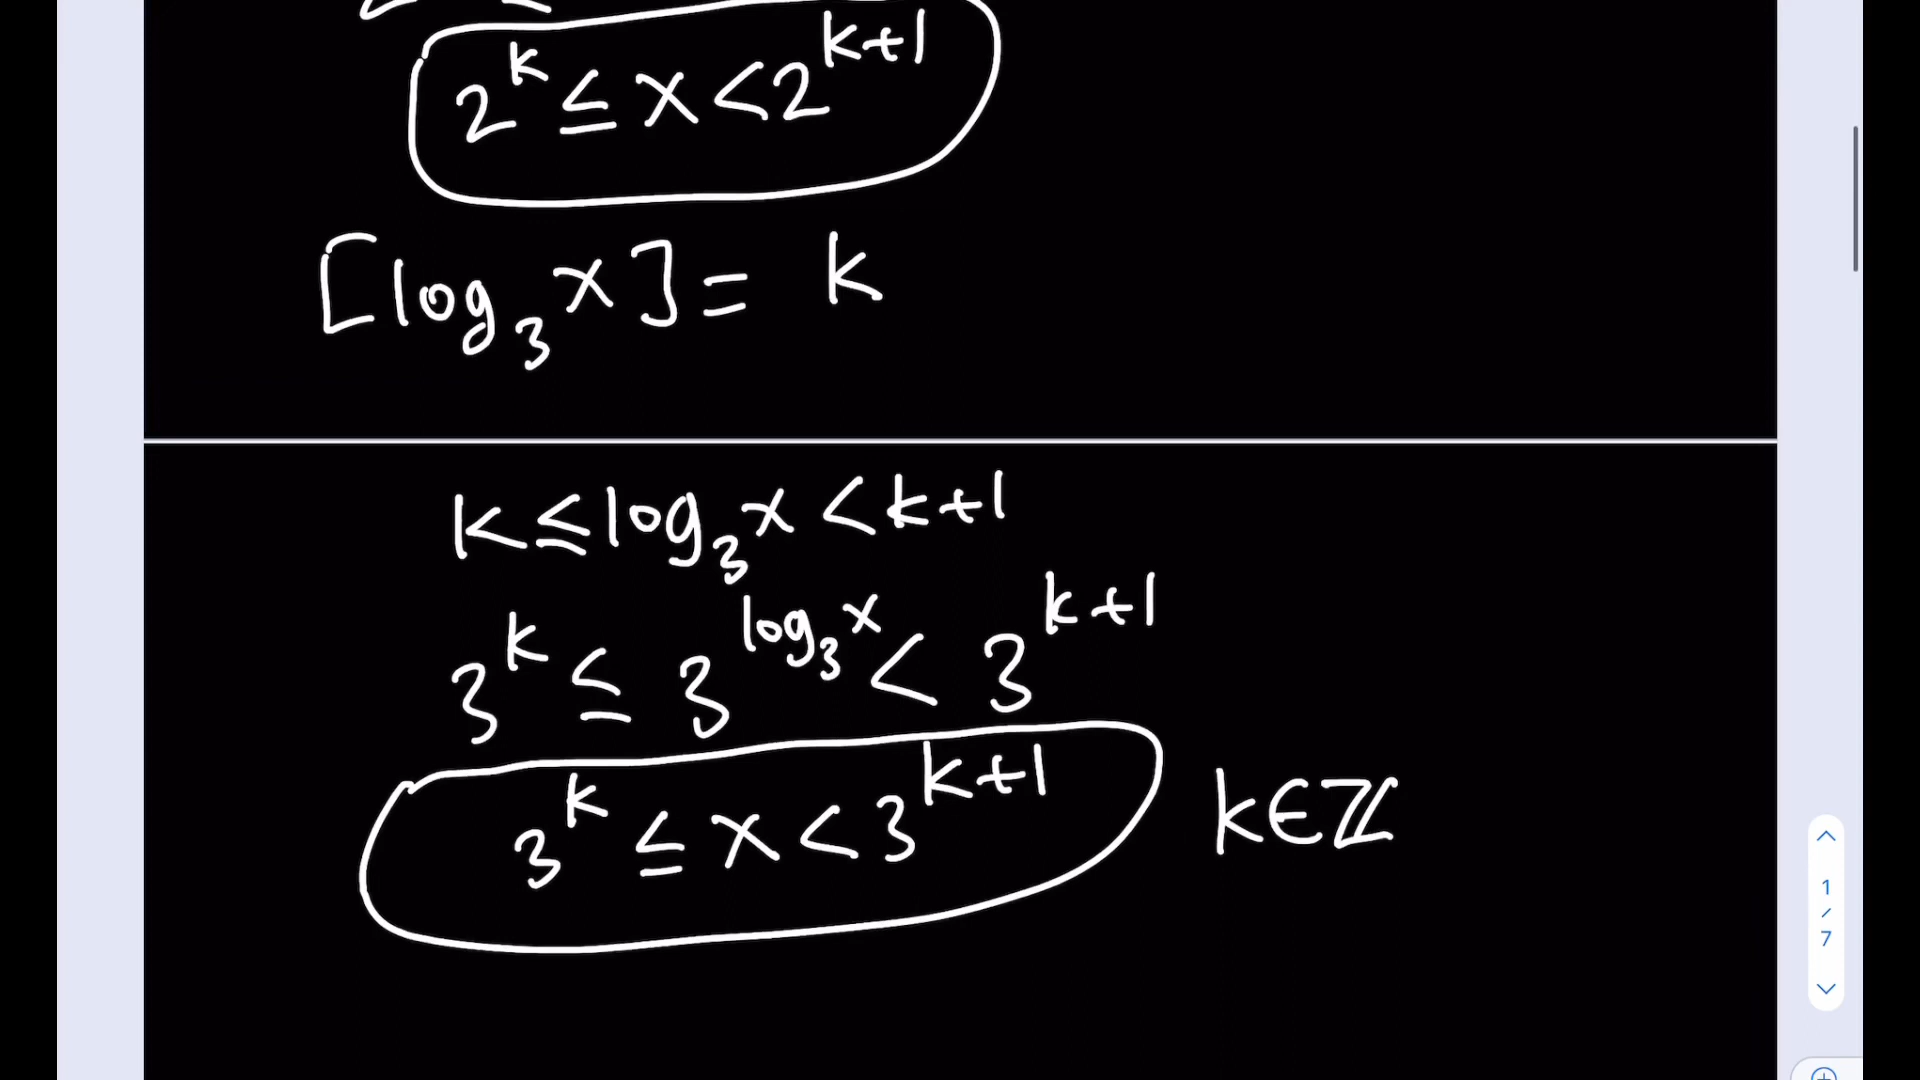 2^k ≤ x < 2^{k+1}
[log_3 x] = k
k ≤ log_3 x < k+1
3^k ≤ 3^{log_3 x} < 3^{k+1}
3^k ≤ x < 3^{k+1} k∈ℤ
1
/
7